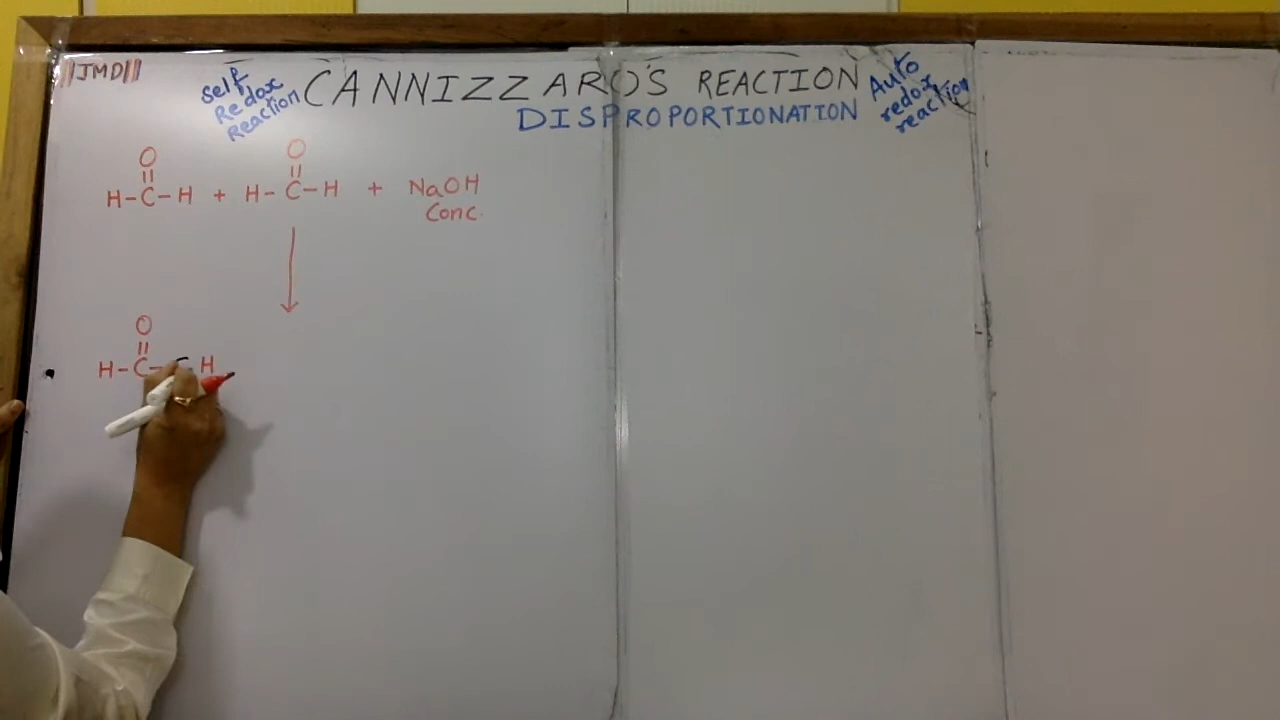 ||JMD||
Self
Redox
Reaction
CANNIZZARO'S REACTION
DISPROPORTIONATION
Auto
redox
reaction
O O
|| ||
H-C-H + H-C-H + NaOH
Conc.
O
||
H-C- H